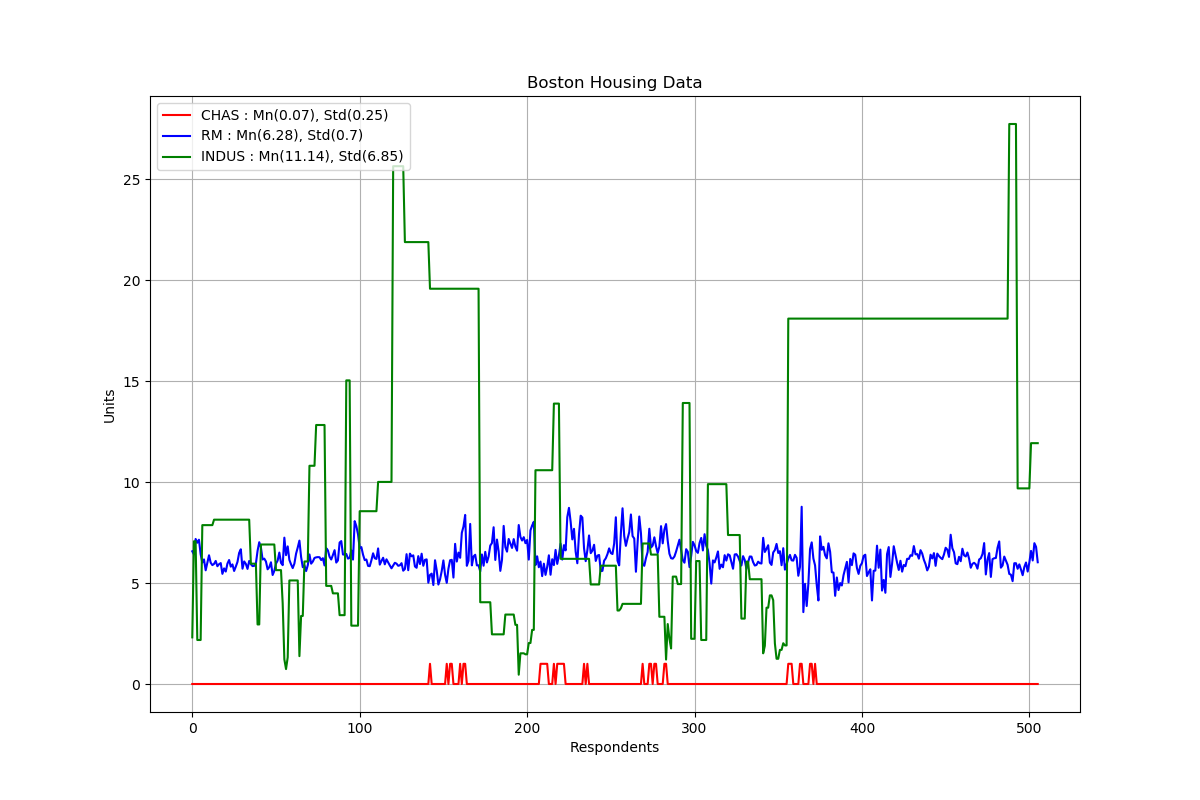 Boston Housing Data
CHAS : Mn(0.07), Std(0.25)
RM : Mn(6.28), Std(0.7)
INDUS : Mn(11.14), Std(6.85)
25
20
15
10
5
0
Units
0 100 200 300 400 500
Respondents